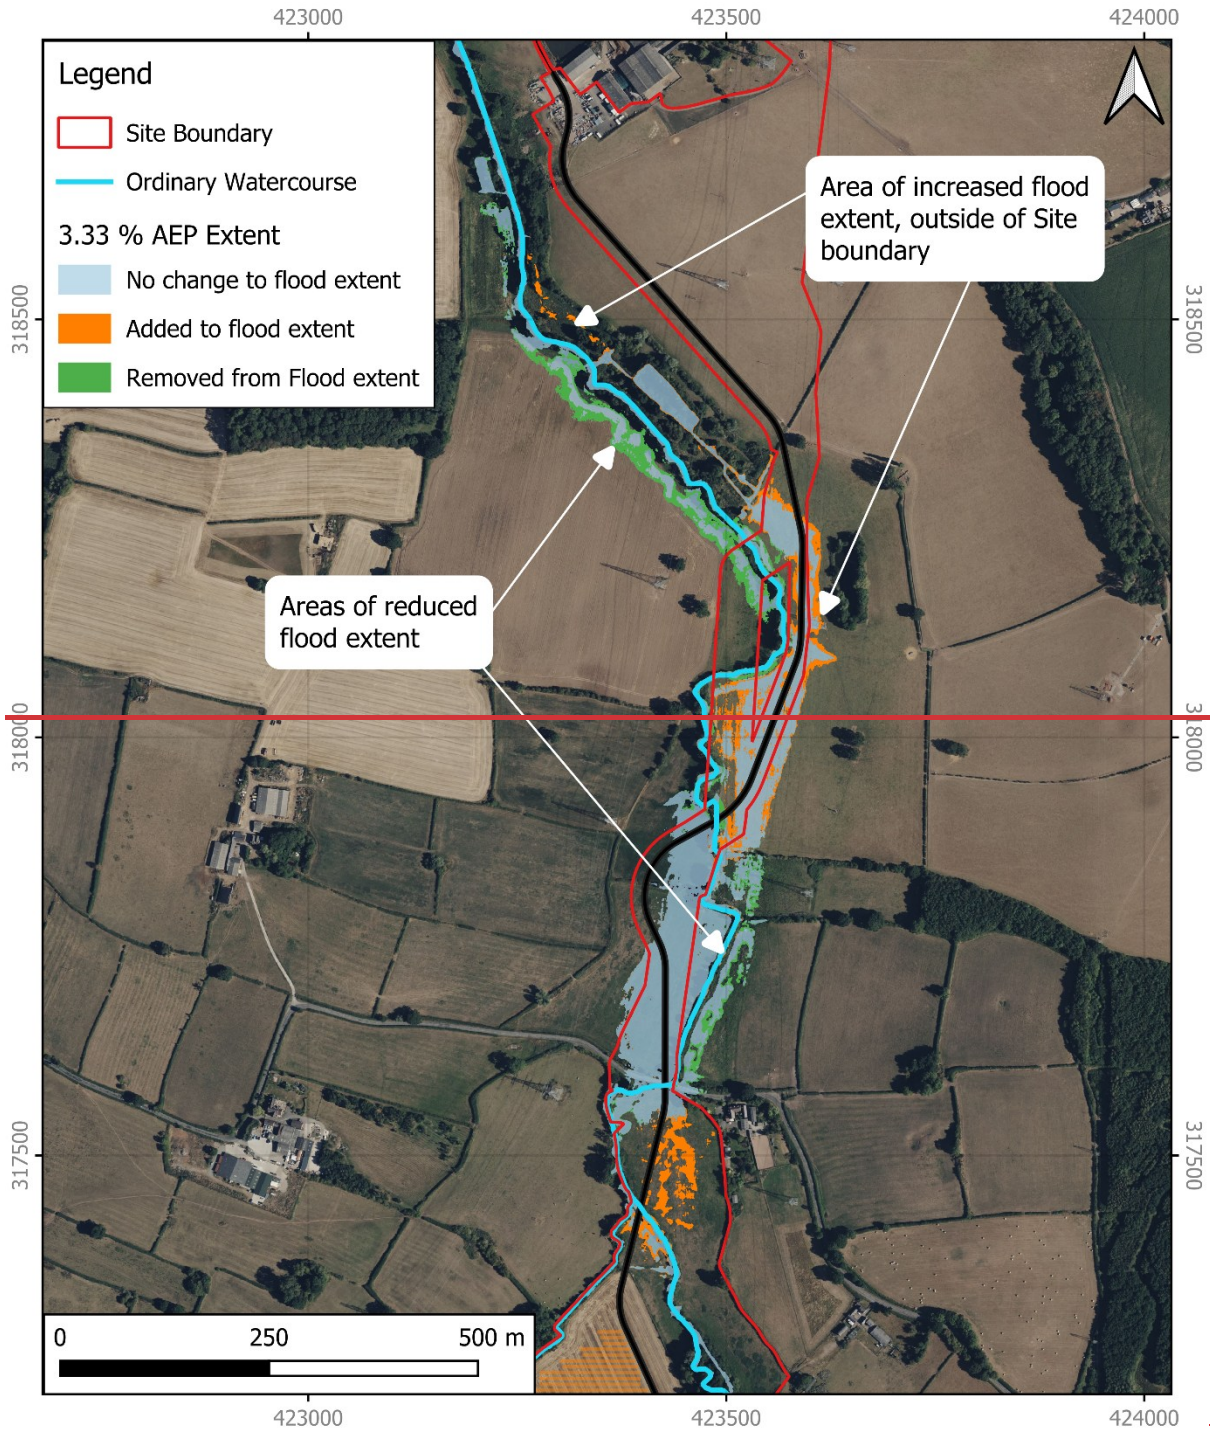 423000
423500
424000
Legend
Site Boundary
Ordinary Watercourse
3.33 % AEP Extent
No change to flood extent
Added to flood extent
Removed from Flood extent
Area of increased flood
extent, outside of Site
boundary
318500
318500
Areas of reduced
flood extent
318000
318000
317500
317500
0
250
500 m
423000
423500
424000